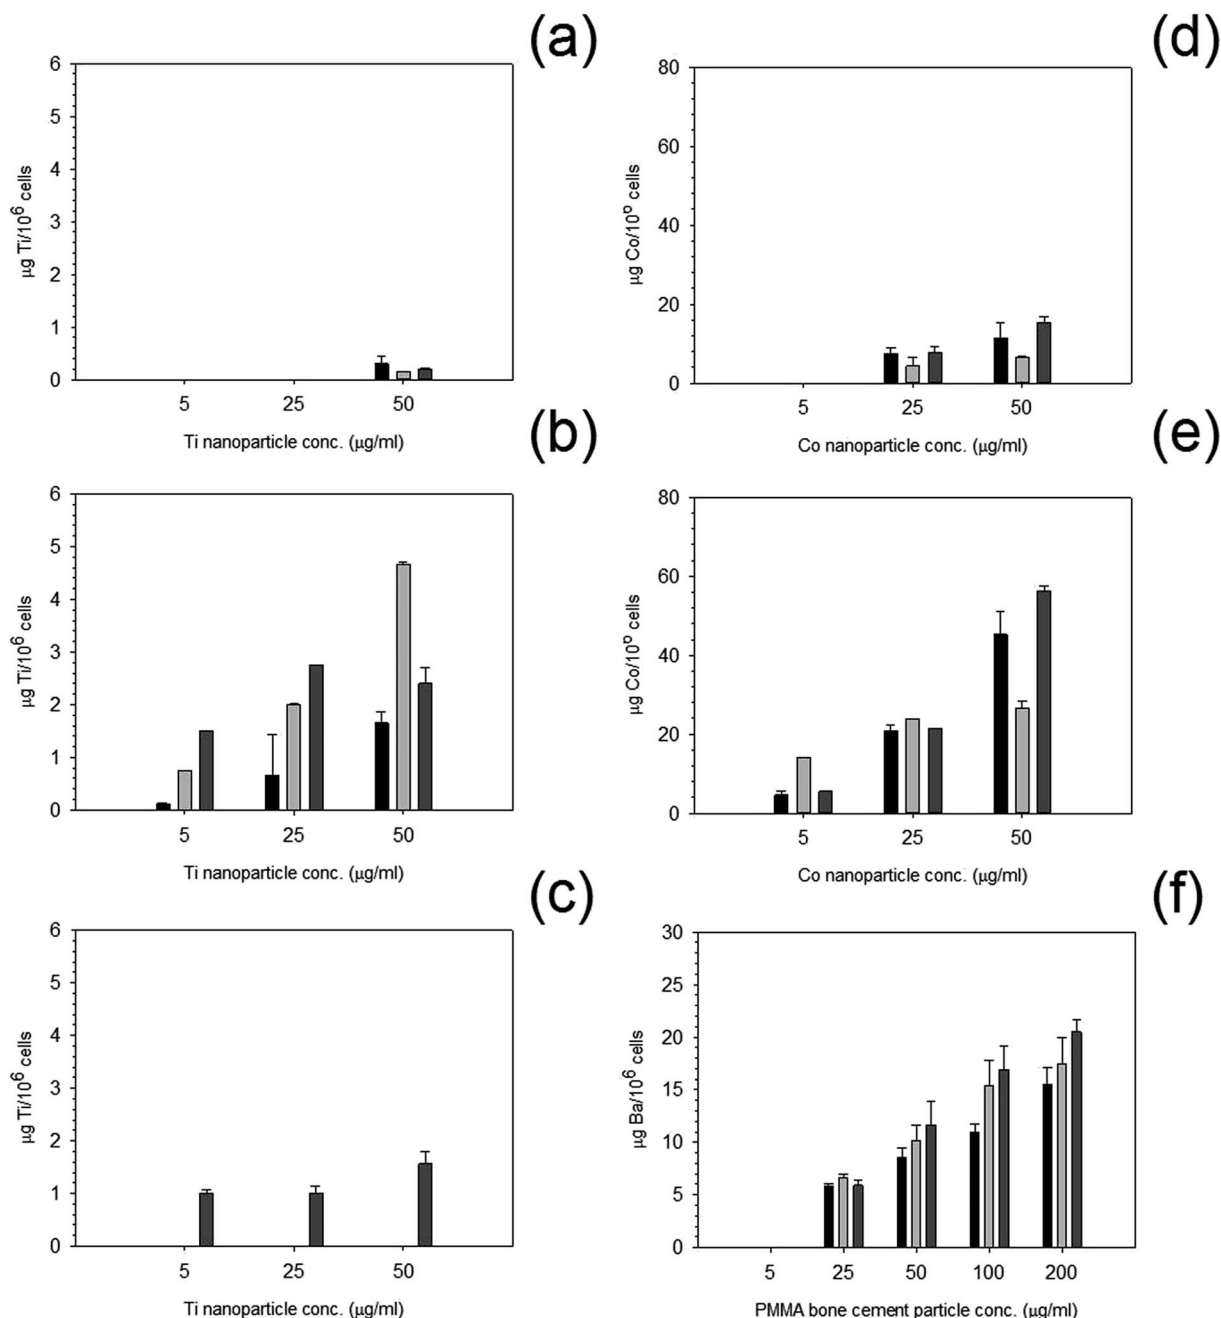 (a)
6
5
4
3
2
1
0
µg Ti/10⁶ cells
5 25 50
Ti nanoparticle conc. (µg/ml)
(b)
6
5
4
3
2
1
0
µg Ti/10⁶ cells
5 25 50
Ti nanoparticle conc. (µg/ml)
(c)
6
5
4
3
2
1
0
µg Ti/10⁶ cells
5 25 50
Ti nanoparticle conc. (µg/ml)
(d)
80
60
40
20
0
µg Co/10⁶ cells
5 25 50
Co nanoparticle conc. (µg/ml)
(e)
80
60
40
20
0
µg Co/10⁶ cells
5 25 50
Co nanoparticle conc. (µg/ml)
(f)
30
25
20
15
10
5
0
µg Ba/10⁶ cells
5 25 50 100 200
PMMA bone cement particle conc. (µg/ml)